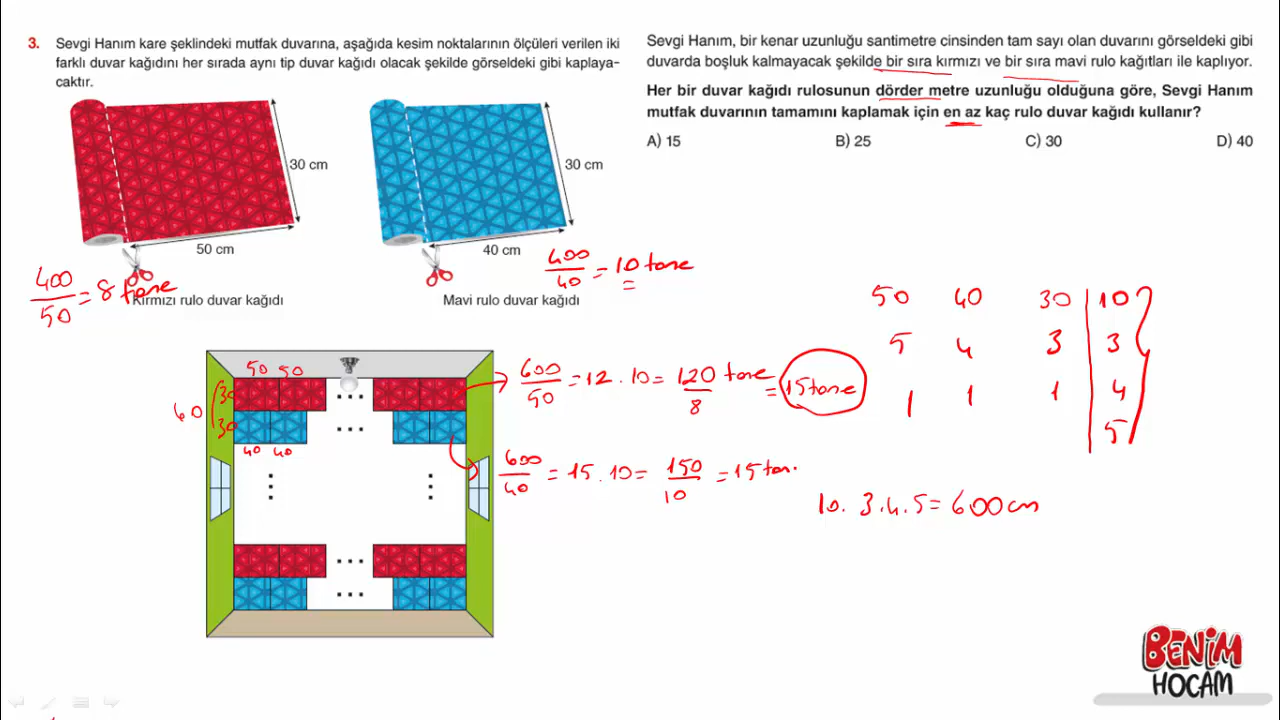 3. Sevgi Hanım kare şeklindeki mutfak duvarına, aşağıda kesim noktalarının ölçüleri verilen iki
farklı duvar kağıdını her sırada aynı tip duvar kağıdı olacak şekilde görseldeki gibi kaplaya-
caktır.
30 cm
50 cm
Kırmızı rulo duvar kağıdı
400/50 = 8 tane
30 cm
40 cm
Mavi rulo duvar kağıdı
400/40 = 10 tane
Sevgi Hanım, bir kenar uzunluğu santimetre cinsinden tam sayı olan duvarını görseldeki gibi
duvarda boşluk kalmayacak şekilde bir sıra kırmızı ve bir sıra mavi rulo kağıtları ile kaplıyor.
Her bir duvar kağıdı rulosunun dörder metre uzunluğu olduğuna göre, Sevgi Hanım
mutfak duvarının tamamını kaplamak için en az kaç rulo duvar kağıdı kullanır?
A) 15 B) 25 C) 30 D) 40
50 50
60 30
30
40 40
600/50 = 12 . 10 = 120/8 tane = 15 tane
600/40 = 15 . 10 = 150/10 = 15 tan.
50 40 30 10
5 4 3 3
1 1 1 4
5
10. 3.4.5 = 600 cm
BENiM
HOCAM